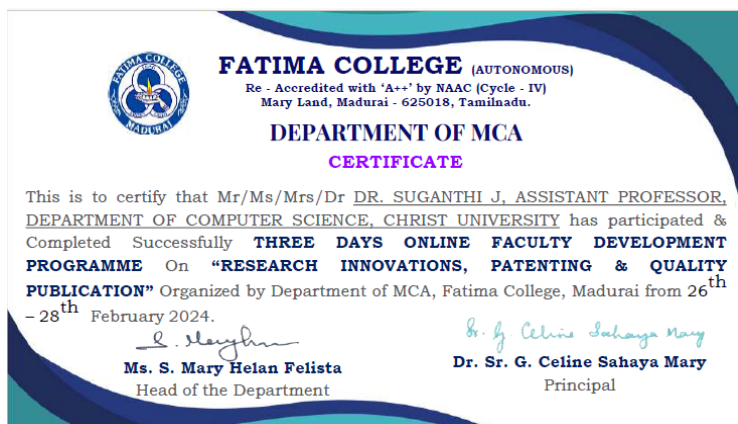 FATIMA COLLEGE
MADURAI
FATIMA COLLEGE (AUTONOMOUS)
Re - Accredited with ‘A++’ by NAAC (Cycle - IV)
Mary Land, Madurai - 625018, Tamilnadu.
DEPARTMENT OF MCA
CERTIFICATE
This is to certify that Mr/Ms/Mrs/Dr DR. SUGANTHI J, ASSISTANT PROFESSOR,
DEPARTMENT OF COMPUTER SCIENCE, CHRIST UNIVERSITY has participated &
Completed Successfully THREE DAYS ONLINE FACULTY DEVELOPMENT
PROGRAMME On “RESEARCH INNOVATIONS, PATENTING & QUALITY
PUBLICATION” Organized by Department of MCA, Fatima College, Madurai from 26th
– 28th February 2024.
Sr. G. Celine Sahaya Mary
Ms. S. Mary Helan Felista
Head of the Department
Dr. Sr. G. Celine Sahaya Mary
Principal